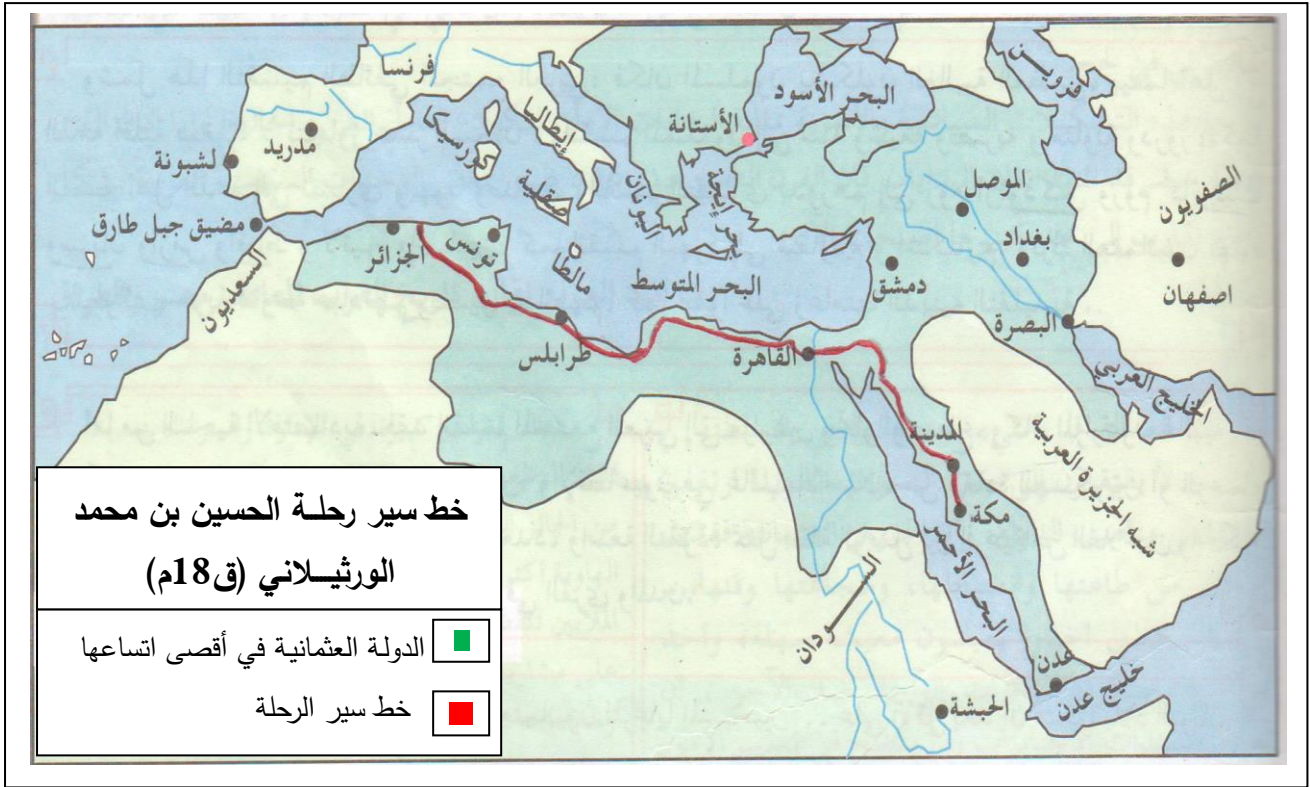 فرنسا
البحر الأسود
قزوين
الأستانة
إيطاليا
كورسيكا
مدريد
لشبونة
صقلية
اليونان
بحر إيجة
الموصل
الصفويون
بغداد
اصفهان
مضيق جبل طارق
الجزائر
تونس
مالطا
البحر المتوسط
دمشق
البصرة
السعديون
طرابلس
القاهرة
الخليج العربي
المدينة
شبه الجزيرة العربية
مكة
البحر الأحمر
الســودان
عدن
خليج عدن
الحبشة
خط سير رحلـة الحسين بن محمد
الورثيــلاني (ق18م)
الدولة العثمانية في أقصى اتساعها
خط سير الرحلة